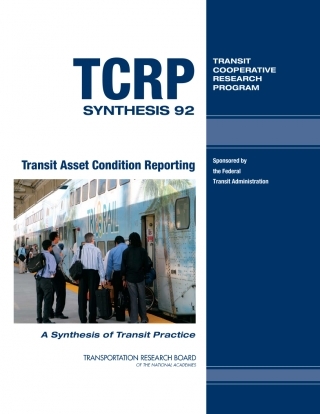 TCRP
SYNTHESIS 92
TRANSIT
COOPERATIVE
RESEARCH
PROGRAM
Transit Asset Condition Reporting
Sponsored by
the Federal
Transit Administration
A Synthesis of Transit Practice
TRANSPORTATION RESEARCH BOARD
OF THE NATIONAL ACADEMIES